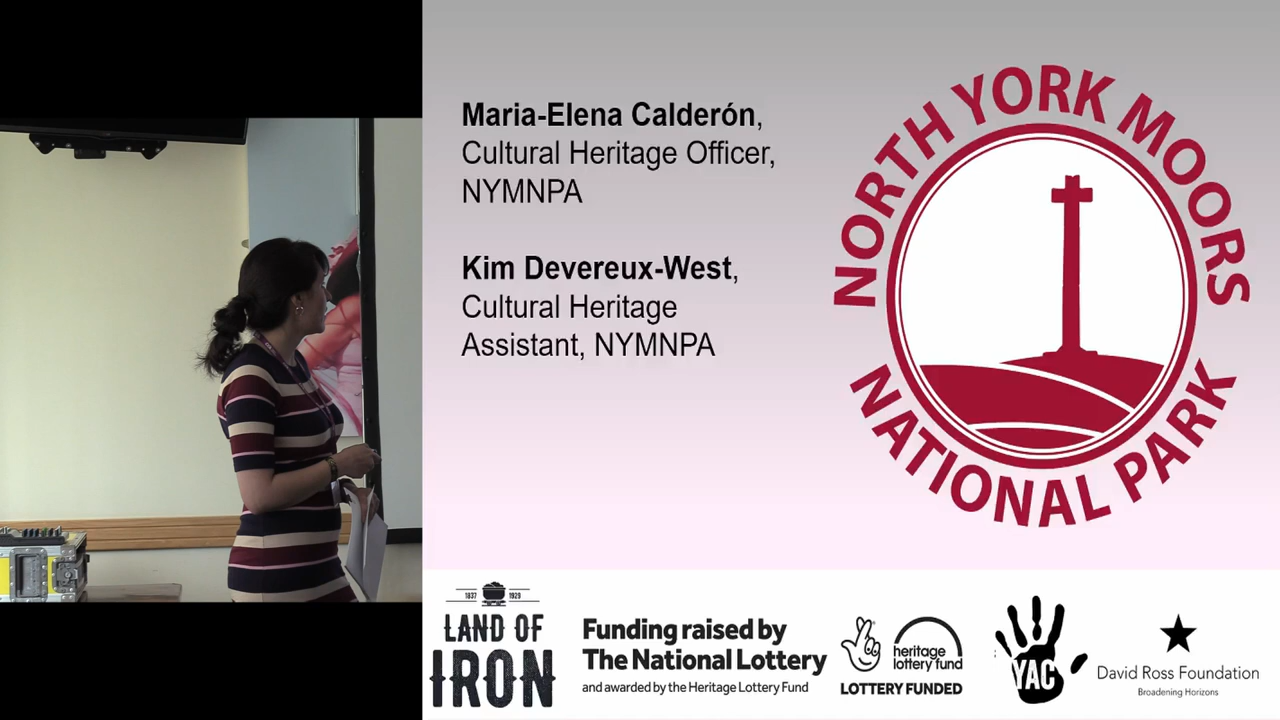 Maria-Elena Calderón,
Cultural Heritage Officer,
NYMNPA
Kim Devereux-West,
Cultural Heritage
Assistant, NYMNPA
NORTH YORK MOORS
NATIONAL PARK
1837 1929
LAND OF
IRON
Funding raised by
The National Lottery
and awarded by the Heritage Lottery Fund
heritage
lottery fund
LOTTERY FUNDED
YAC
David Ross Foundation
Broadening Horizons